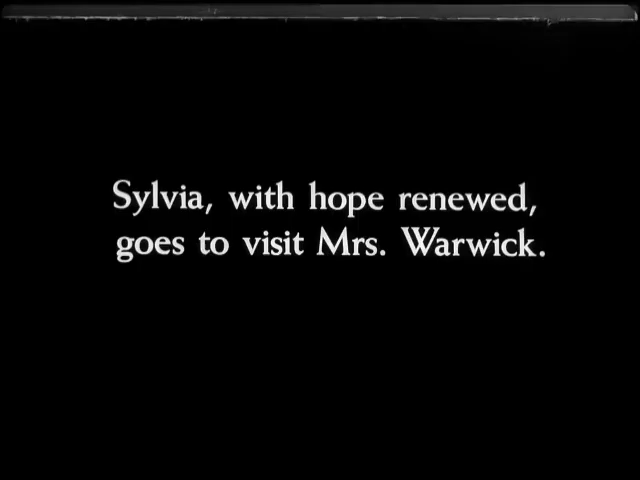 Sylvia, with hope renewed,
goes to visit Mrs. Warwick.